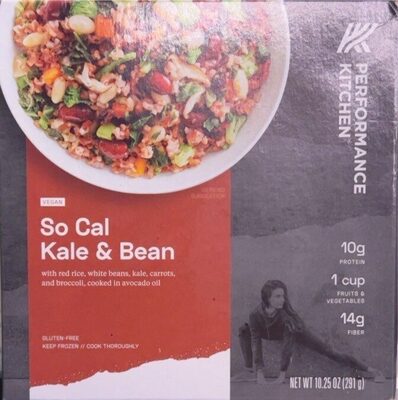 PERFORMANCE
KITCHEN
SERVING
SUGGESTION
VEGAN
So Cal
Kale & Bean
with red rice, white beans, kale, carrots,
and broccoli, cooked in avocado oil
10g
PROTEIN
1 cup
FRUITS &
VEGETABLES
14g
FIBER
GLUTEN-FREE
KEEP FROZEN // COOK THOROUGHLY
NET WT 10.25 OZ (291 g)